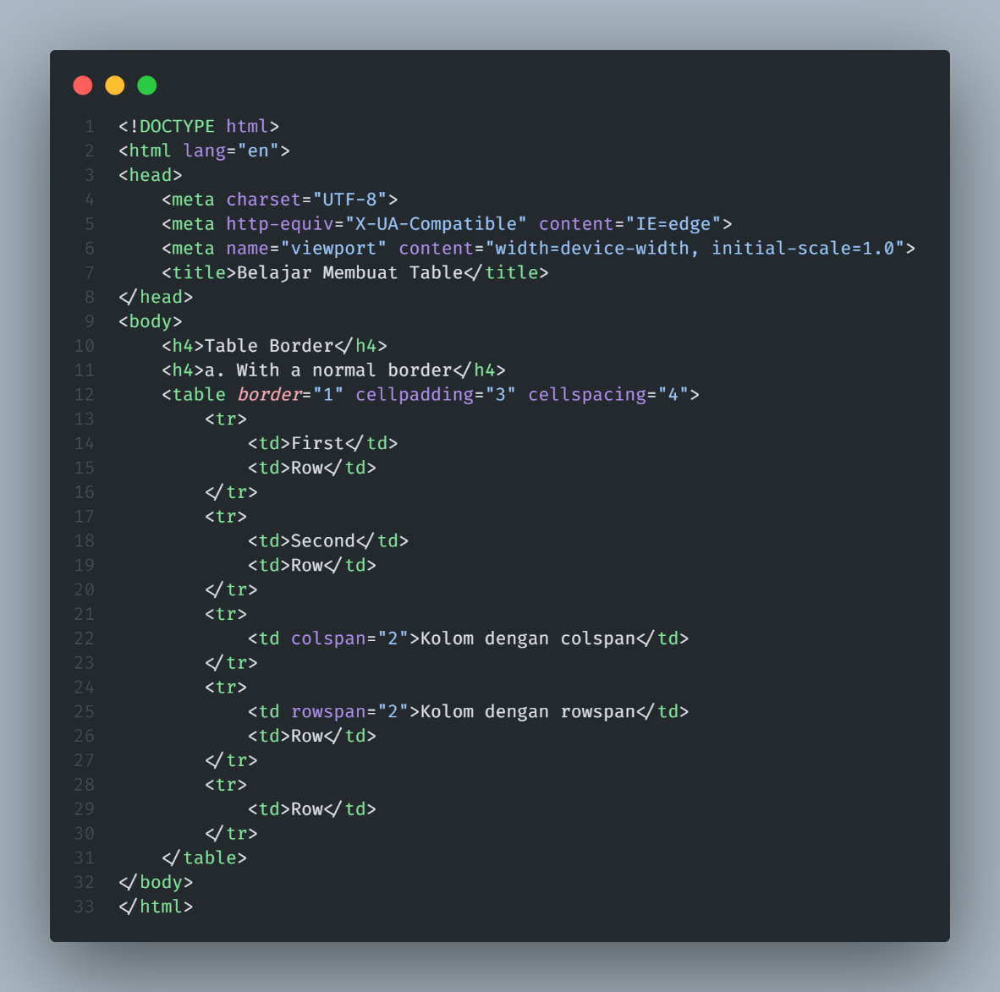 1 <!DOCTYPE html>
2 <html lang="en">
3 <head>
4     <meta charset="UTF-8">
5     <meta http-equiv="X-UA-Compatible" content="IE=edge">
6     <meta name="viewport" content="width=device-width, initial-scale=1.0">
7     <title>Belajar Membuat Table</title>
8 </head>
9 <body>
10     <h4>Table Border</h4>
11     <h4>a. With a normal border</h4>
12     <table border="1" cellpadding="3" cellspacing="4">
13         <tr>
14             <td>First</td>
15             <td>Row</td>
16         </tr>
17         <tr>
18             <td>Second</td>
19             <td>Row</td>
20         </tr>
21         <tr>
22             <td colspan="2">Kolom dengan colspan</td>
23         </tr>
24         <tr>
25             <td rowspan="2">Kolom dengan rowspan</td>
26             <td>Row</td>
27         </tr>
28         <tr>
29             <td>Row</td>
30         </tr>
31     </table>
32 </body>
33 </html>